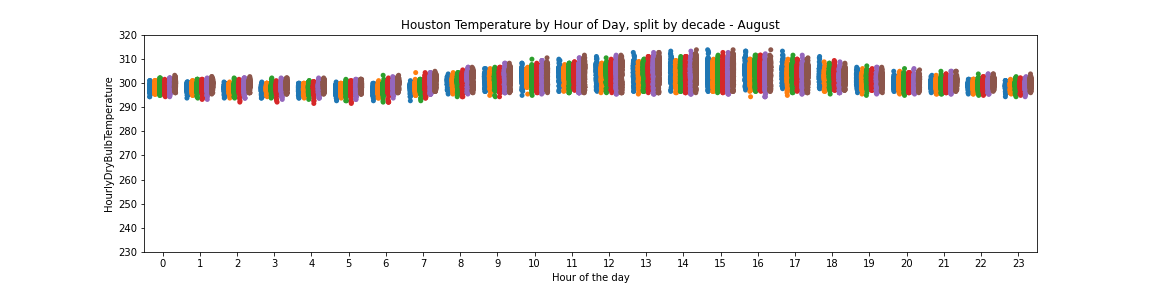 Houston Temperature by Hour of Day, split by decade - August
320
310
300
290
280
270
260
250
240
230
HourlyDryBulbTemperature
0 1 2 3 4 5 6 7 8 9 10 11 12 13 14 15 16 17 18 19 20 21 22 23
Hour of the day